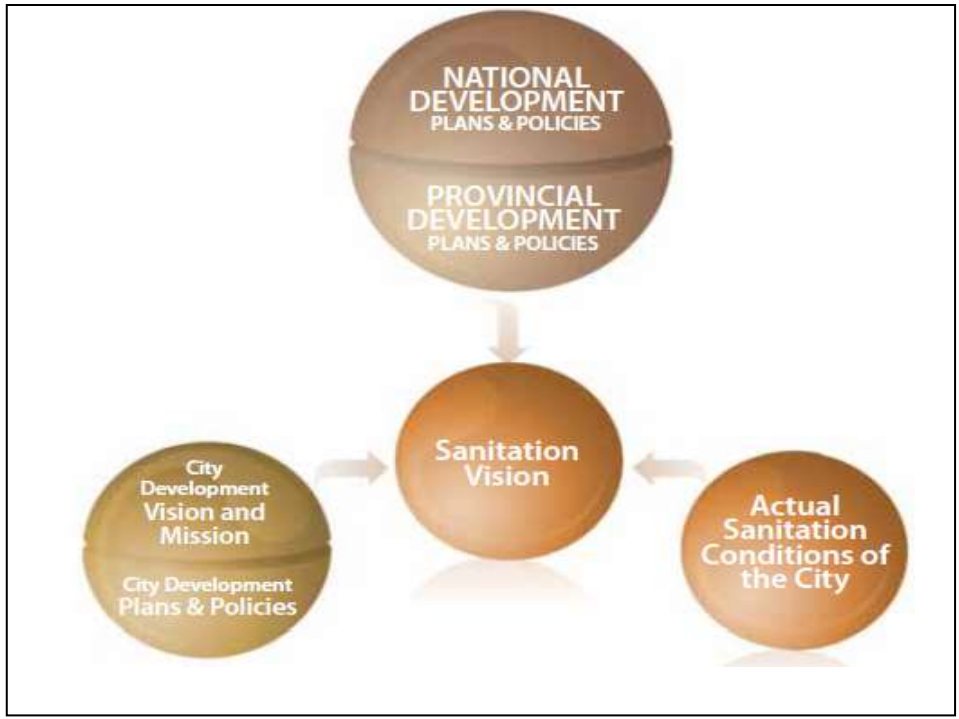 NATIONAL
DEVELOPMENT
PLANS & POLICIES
PROVINCIAL
DEVELOPMENT
PLANS & POLICIES
Sanitation
Vision
City
Development
Vision and
Mission
City Development
Plans & Policies
Actual
Sanitation
Conditions of
the City